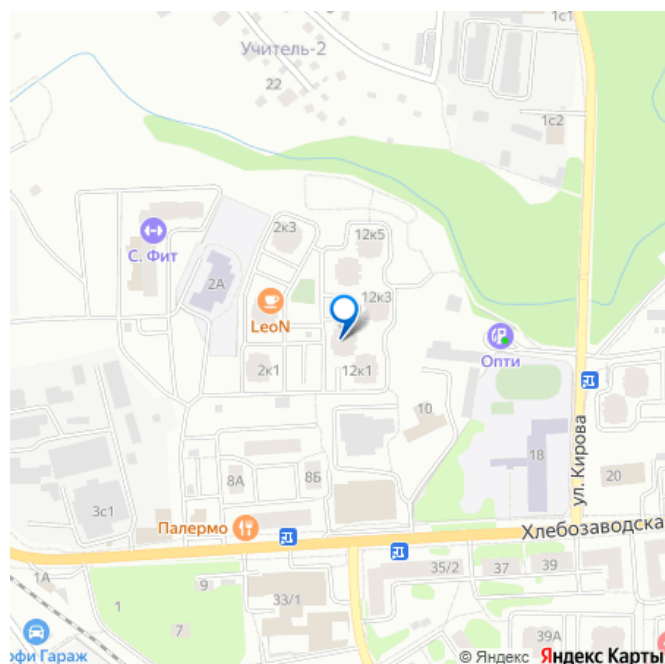 1с1
Учитель-2
22
1с2
2к3
12к5
С. Фит
2А
12к3
LeoN
Опти
2к1
12к1
10
ул. Кирова
18
8А
8Б
20
3с1
Палермо
Хлебозаводска
35/2
37
39
1А
9
33/1
1
7
39А
офи Гараж
© Яндекс Яндекс Карты